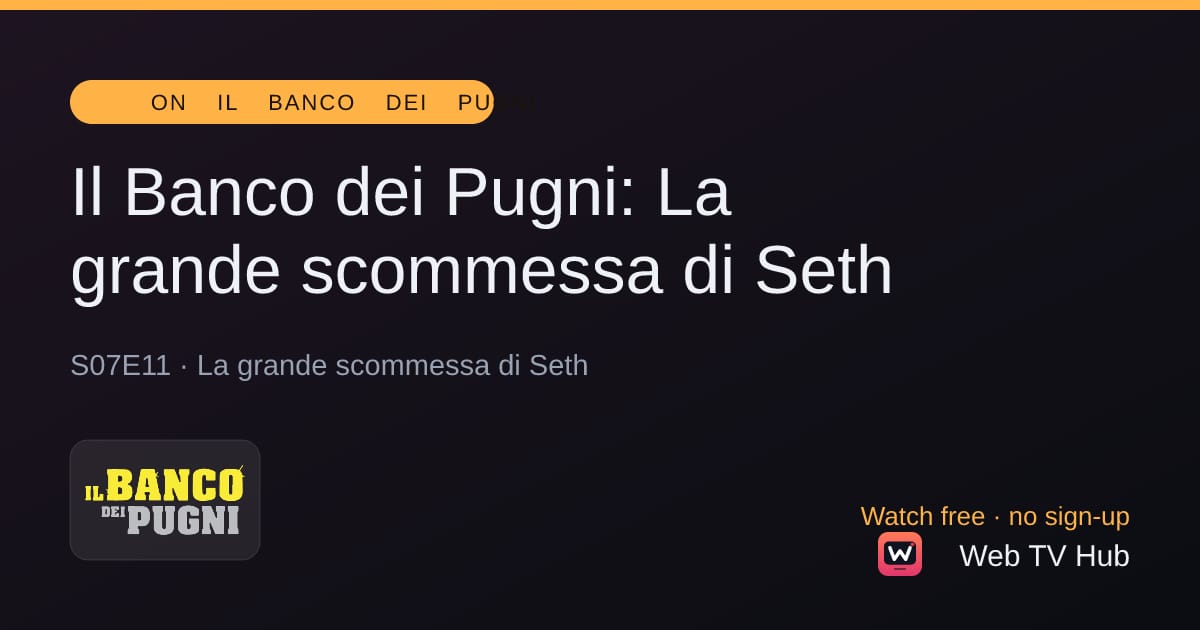 ON IL BANCO DEI PUGNI
Il Banco dei Pugni: La
grande scommessa di Seth
S07E11 · La grande scommessa di Seth
IL BANCO
DEI PUGNI
Watch free · no sign-up
W
Web TV Hub